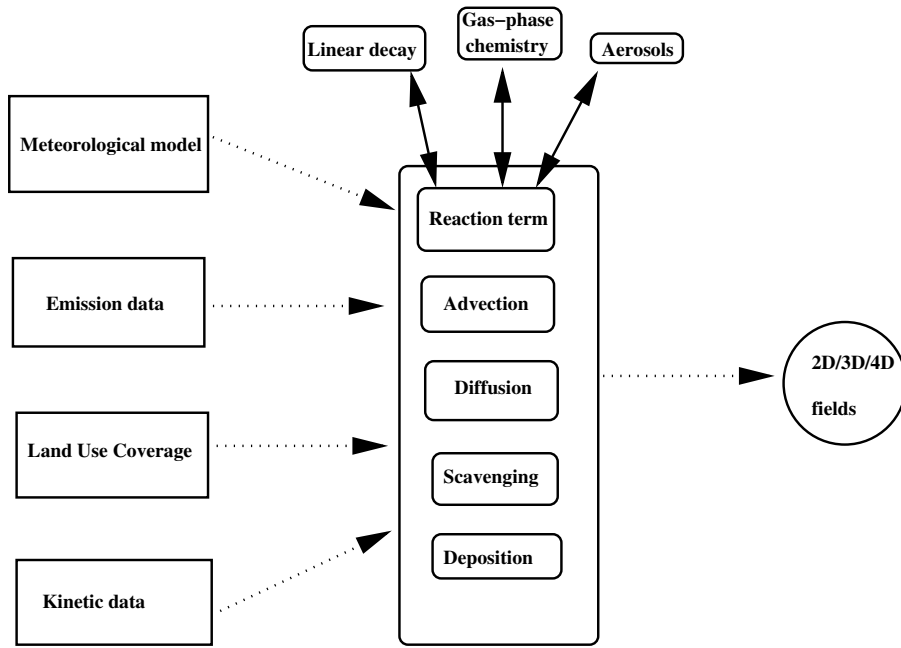 Gas−phase
chemistry
Linear decay
Aerosols
Meteorological model
Emission data
Land Use Coverage
Kinetic data
Reaction term
Advection
Diffusion
Scavenging
Deposition
2D/3D/4D
fields